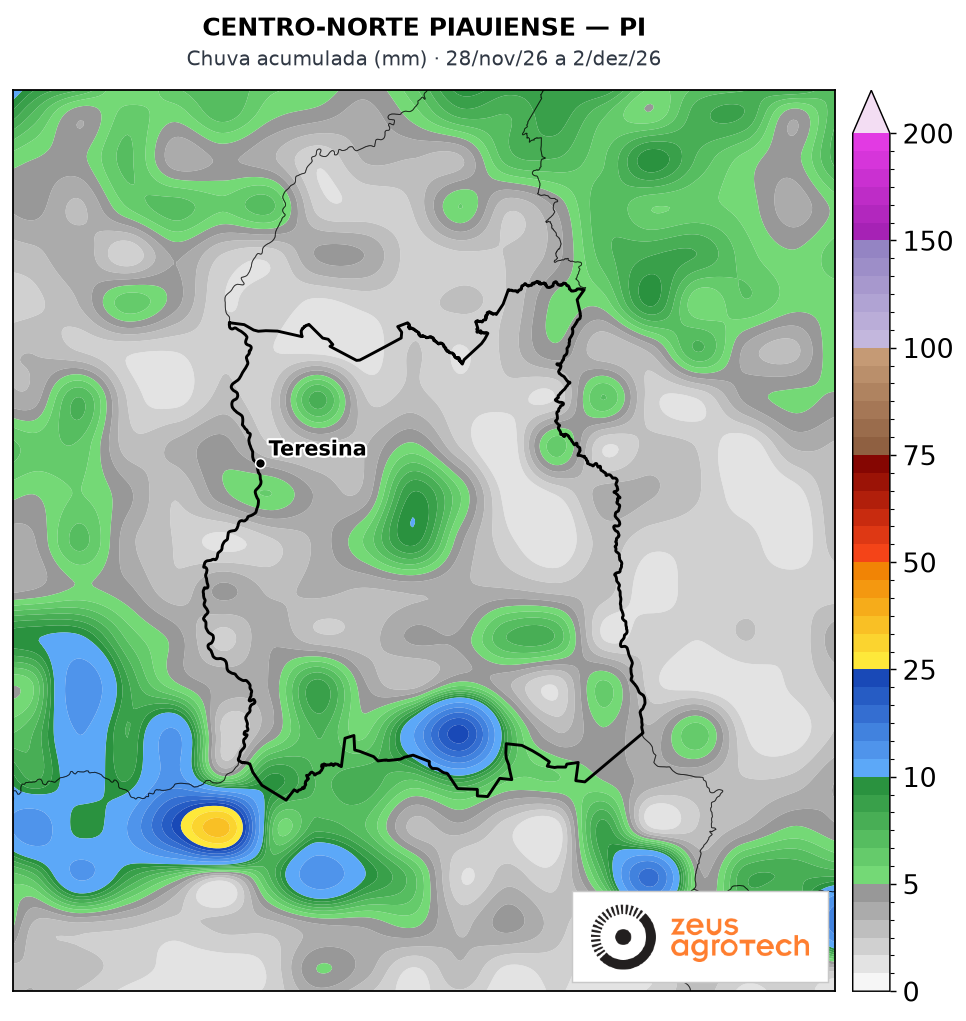 CENTRO-NORTE PIAUIENSE — PI
Chuva acumulada (mm) · 28/nov/26 a 2/dez/26
200
150
100
75
50
25
10
5
0
Teresina
zeus
agrotech